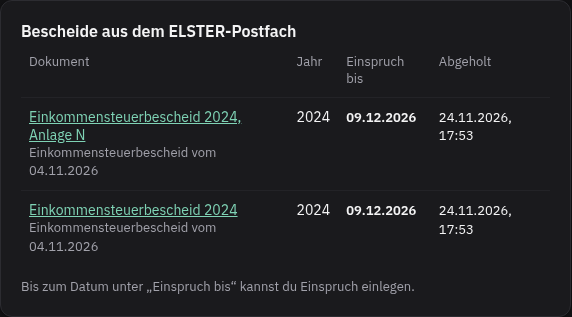 Bescheide aus dem ELSTER-Postfach
Dokument Jahr Einspruch bis Abgeholt
Einkommensteuerbescheid 2024, Anlage N 2024 09.12.2026 24.11.2026, 17:53
Einkommensteuerbescheid vom
04.11.2026
Einkommensteuerbescheid 2024 2024 09.12.2026 24.11.2026, 17:53
Einkommensteuerbescheid vom
04.11.2026
Bis zum Datum unter „Einspruch bis“ kannst du Einspruch einlegen.